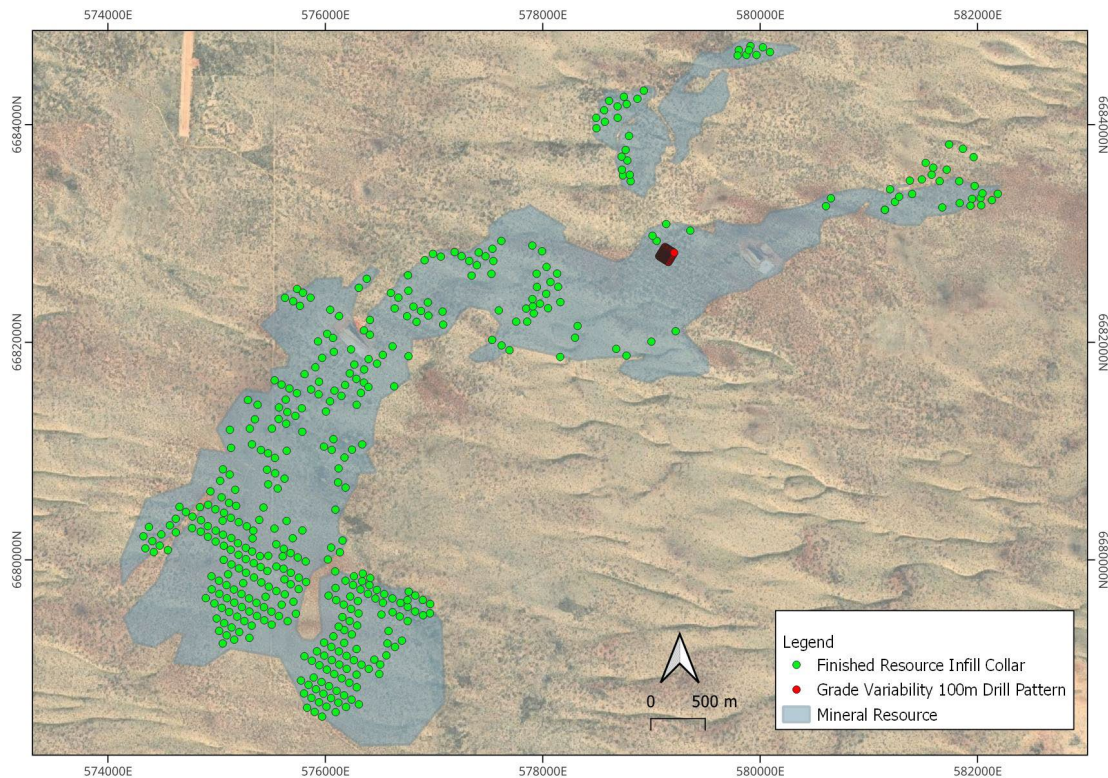 574000E 576000E 578000E 580000E 582000E
6684000N 6684000N
6682000N 6682000N
6680000N 6680000N
Legend
Finished Resource Infill Collar
Grade Variability 100m Drill Pattern
Mineral Resource
0 500 m
574000E 576000E 578000E 580000E 582000E